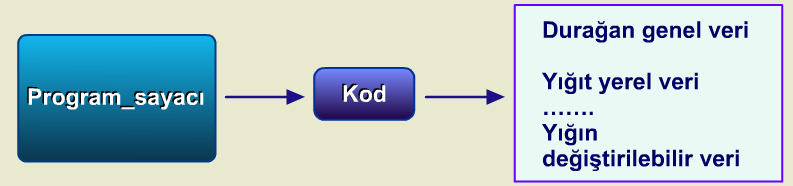 Program_sayacı
Kod
Durağan genel veri
Yığıt yerel veri
.......
Yığın
değiştirilebilir veri